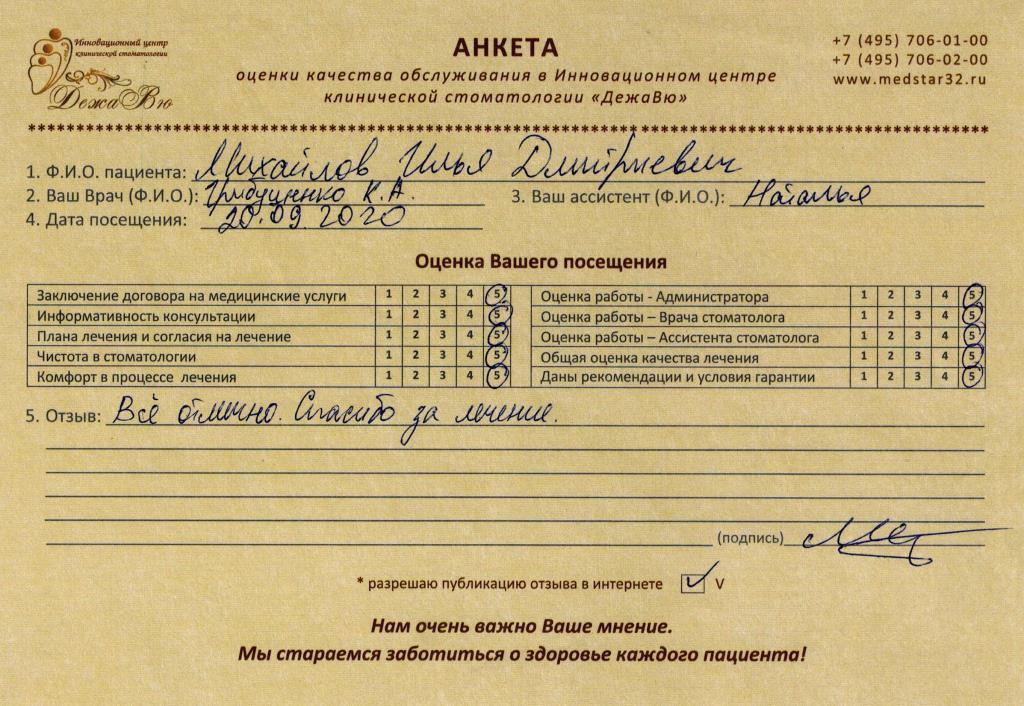 Инновационный центр
клинической стоматологии
ДежаВю
АНКЕТА
оценки качества обслуживания в Инновационном центре
клинической стоматологии «ДежаВю»
+7 (495) 706-01-00
+7 (495) 706-02-00
www.medstar32.ru
1. Ф.И.О. пациента: Михайлов Илья Дмитриевич
2. Ваш Врач (Ф.И.О.): Грибущенко К.А. 3. Ваш ассистент (Ф.И.О.): Наталья
4. Дата посещения: 20.09.2020
Оценка Вашего посещения
Заключение договора на медицинские услуги 1 2 3 4 5 Оценка работы - Администратора 1 2 3 4 5
Информативность консультации 1 2 3 4 5 Оценка работы – Врача стоматолога 1 2 3 4 5
Плана лечения и согласия на лечение 1 2 3 4 5 Оценка работы – Ассистента стоматолога 1 2 3 4 5
Чистота в стоматологии 1 2 3 4 5 Общая оценка качества лечения 1 2 3 4 5
Комфорт в процессе лечения 1 2 3 4 5 Даны рекомендации и условия гарантии 1 2 3 4 5
5. Отзыв: Всё отлично. Спасибо за лечение.
(подпись)
* разрешаю публикацию отзыва в интернете V
Нам очень важно Ваше мнение.
Мы стараемся заботиться о здоровье каждого пациента!